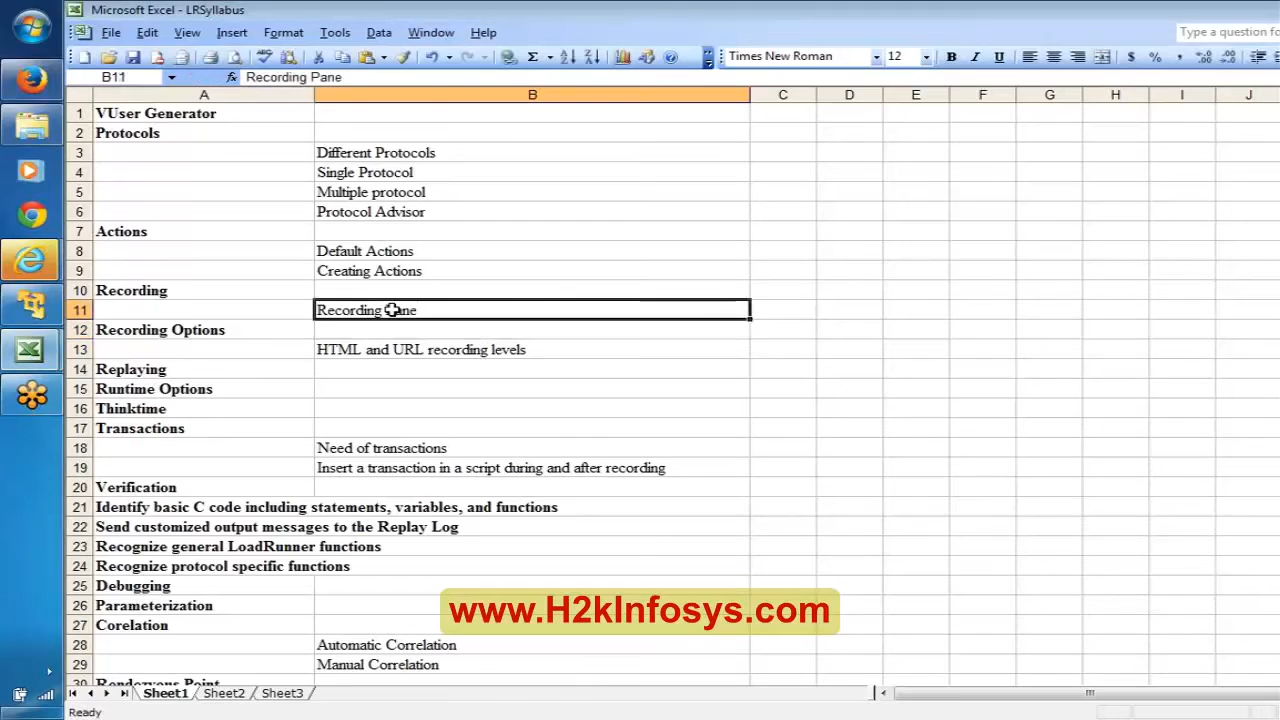 Microsoft Excel - LRSyllabus
File Edit View Insert Format Tools Data Window Help Type a question fo
Times New Roman 12 B I U $ % ,
B11 fx Recording Pane
A B C D E F G H I J
1 VUser Generator
2 Protocols
3 Different Protocols
4 Single Protocol
5 Multiple protocol
6 Protocol Advisor
7 Actions
8 Default Actions
9 Creating Actions
10 Recording
11 Recording Pane
12 Recording Options
13 HTML and URL recording levels
14 Replaying
15 Runtime Options
16 Thinktime
17 Transactions
18 Need of transactions
19 Insert a transaction in a script during and after recording
20 Verification
21 Identify basic C code including statements, variables, and functions
22 Send customized output messages to the Replay Log
23 Recognize general LoadRunner functions
24 Recognize protocol specific functions
25 Debugging
26 Parameterization
www.H2kInfosys.com
27 Corelation
28 Automatic Correlation
29 Manual Correlation
30 Rendezvous Point
Sheet1 Sheet2 Sheet3
Ready